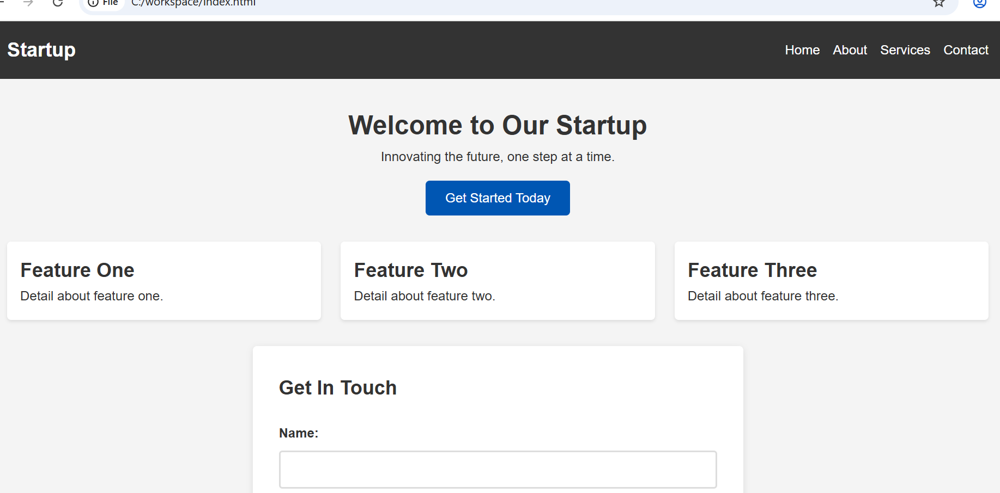 File C:/workspace/index.html
Startup
Home About Services Contact
Welcome to Our Startup
Innovating the future, one step at a time.
Get Started Today
Feature One
Detail about feature one.
Feature Two
Detail about feature two.
Feature Three
Detail about feature three.
Get In Touch
Name: